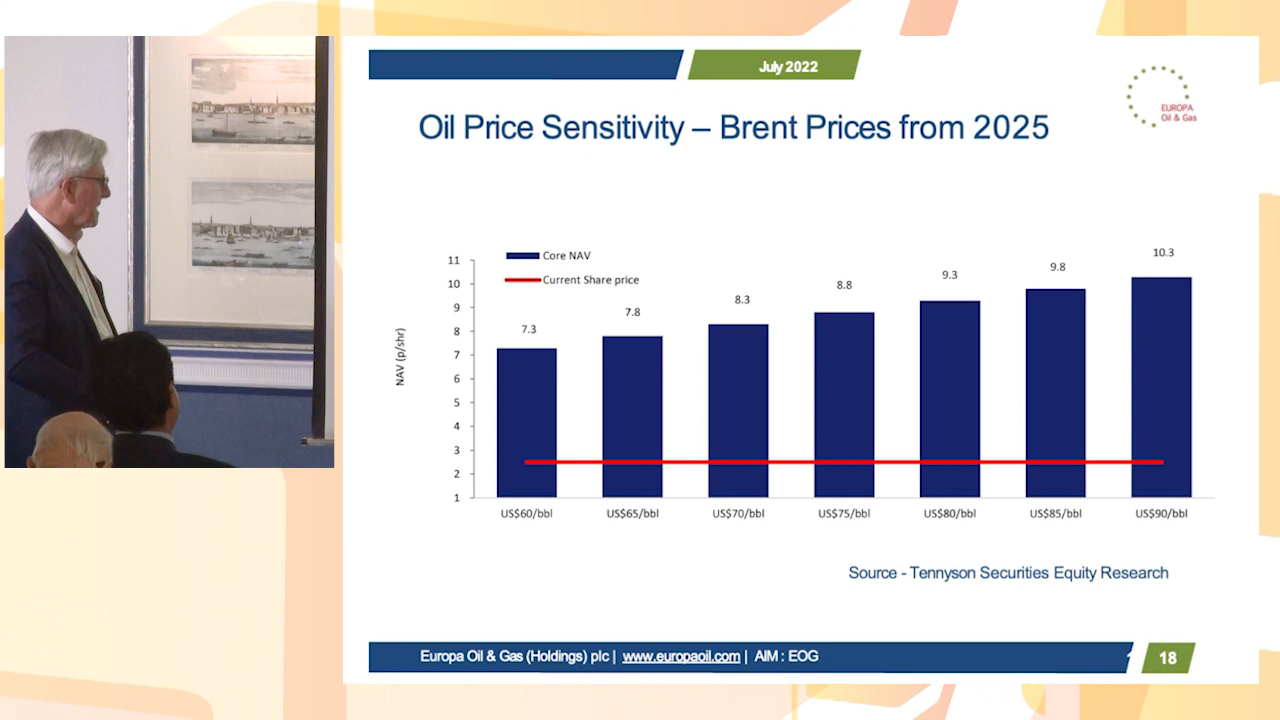 July 2022
EUROPA
Oil & Gas
Oil Price Sensitivity – Brent Prices from 2025
Core NAV
Current Share price
NAV (p/shr)
11
10
9
8
7
6
5
4
3
2
1
7.3
7.8
8.3
8.8
9.3
9.8
10.3
US$60/bbl
US$65/bbl
US$70/bbl
US$75/bbl
US$80/bbl
US$85/bbl
US$90/bbl
Source - Tennyson Securities Equity Research
Europa Oil & Gas (Holdings) plc | www.europaoil.com | AIM : EOG
18